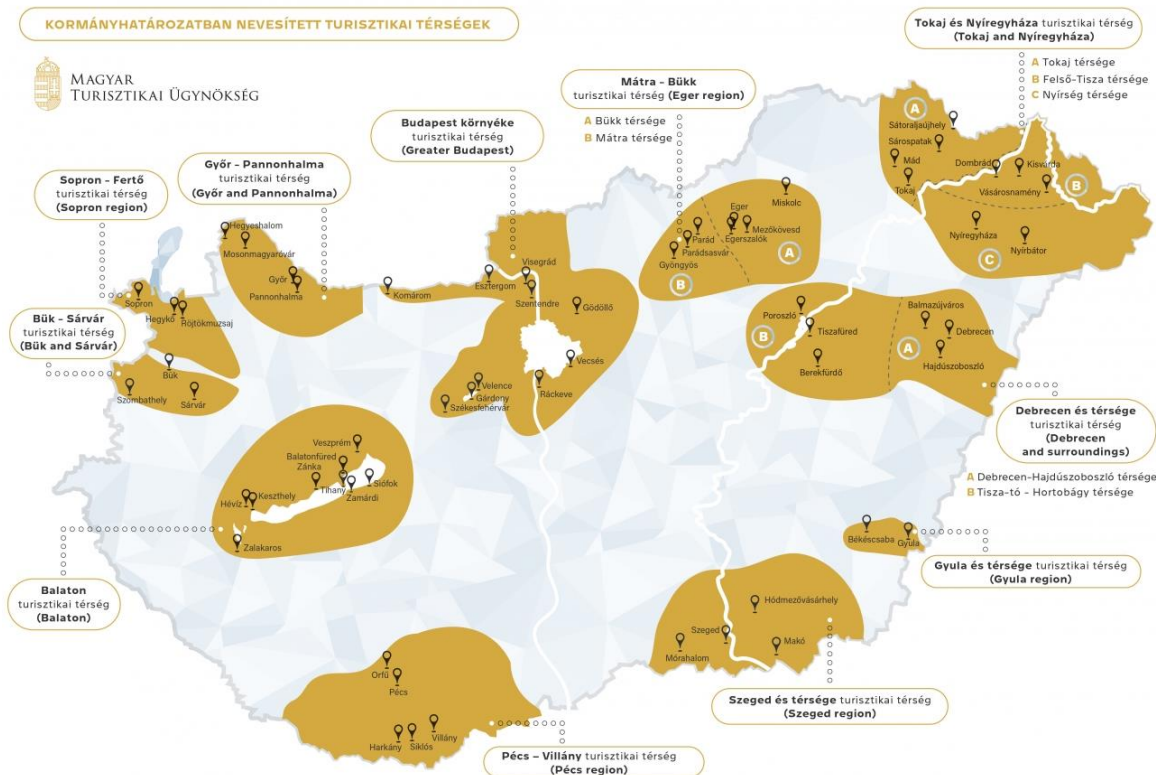 KORMÁNYHATÁROZATBAN NEVESÍTETT TURISZTIKAI TÉRSÉGEK
MAGYAR
TURISZTIKAI ÜGYNÖKSÉG
Tokaj és Nyíregyháza turisztikai térség
(Tokaj and Nyíregyháza)
A Tokaj térsége
B Felső-Tisza térsége
C Nyírség térsége
Mátra - Bükk
turisztikai térség (Eger region)
A Bükk térsége
B Mátra térsége
Budapest környéke
turisztikai térség
(Greater Budapest)
Győr - Pannonhalma
turisztikai térség
(Győr and Pannonhalma)
Sopron - Fertő
turisztikai térség
(Sopron region)
Bük - Sárvár
turisztikai térség
(Bük and Sárvár)
A
Sátoraljaújhely
Sárospatak
Mád
Tokaj
Dombrád
Kisvárda
Vásárosnamény
B
Nyíregyháza
Nyírbátor
C
Miskolc
Eger
Egerszalók
Mezőkövesd
Parád
Parádsasvár
Gyöngyös
A
B
Hegyeshalom
Mosonmagyaróvár
Győr
Pannonhalma
Sopron
Hegykő
Röjtökmuzsaj
Bük
Szombathely
Sárvár
Komárom
Esztergom
Visegrád
Szentendre
Gödöllő
Vecsés
Ráckeve
Velence
Gárdony
Székesfehérvár
Poroszló
Tiszafüred
Berekfürdő
B
Balmazújváros
Debrecen
Hajdúszoboszló
A
Debrecen és térsége
turisztikai térség
(Debrecen
and surroundings)
A Debrecen-Hajdúszoboszló térsége
B Tisza-tó - Hortobágy térsége
Veszprém
Balatonfüred
Zánka
Tihany
Zamárdi
Siófok
Keszthely
Hévíz
Zalakaros
Balaton
turisztikai térség
(Balaton)
Békéscsaba
Gyula
Gyula és térsége turisztikai térség
(Gyula region)
Hódmezővásárhely
Szeged
Makó
Mórahalom
Szeged és térsége turisztikai térség
(Szeged region)
Orfű
Pécs
Harkány
Siklós
Villány
Pécs - Villány turisztikai térség
(Pécs region)